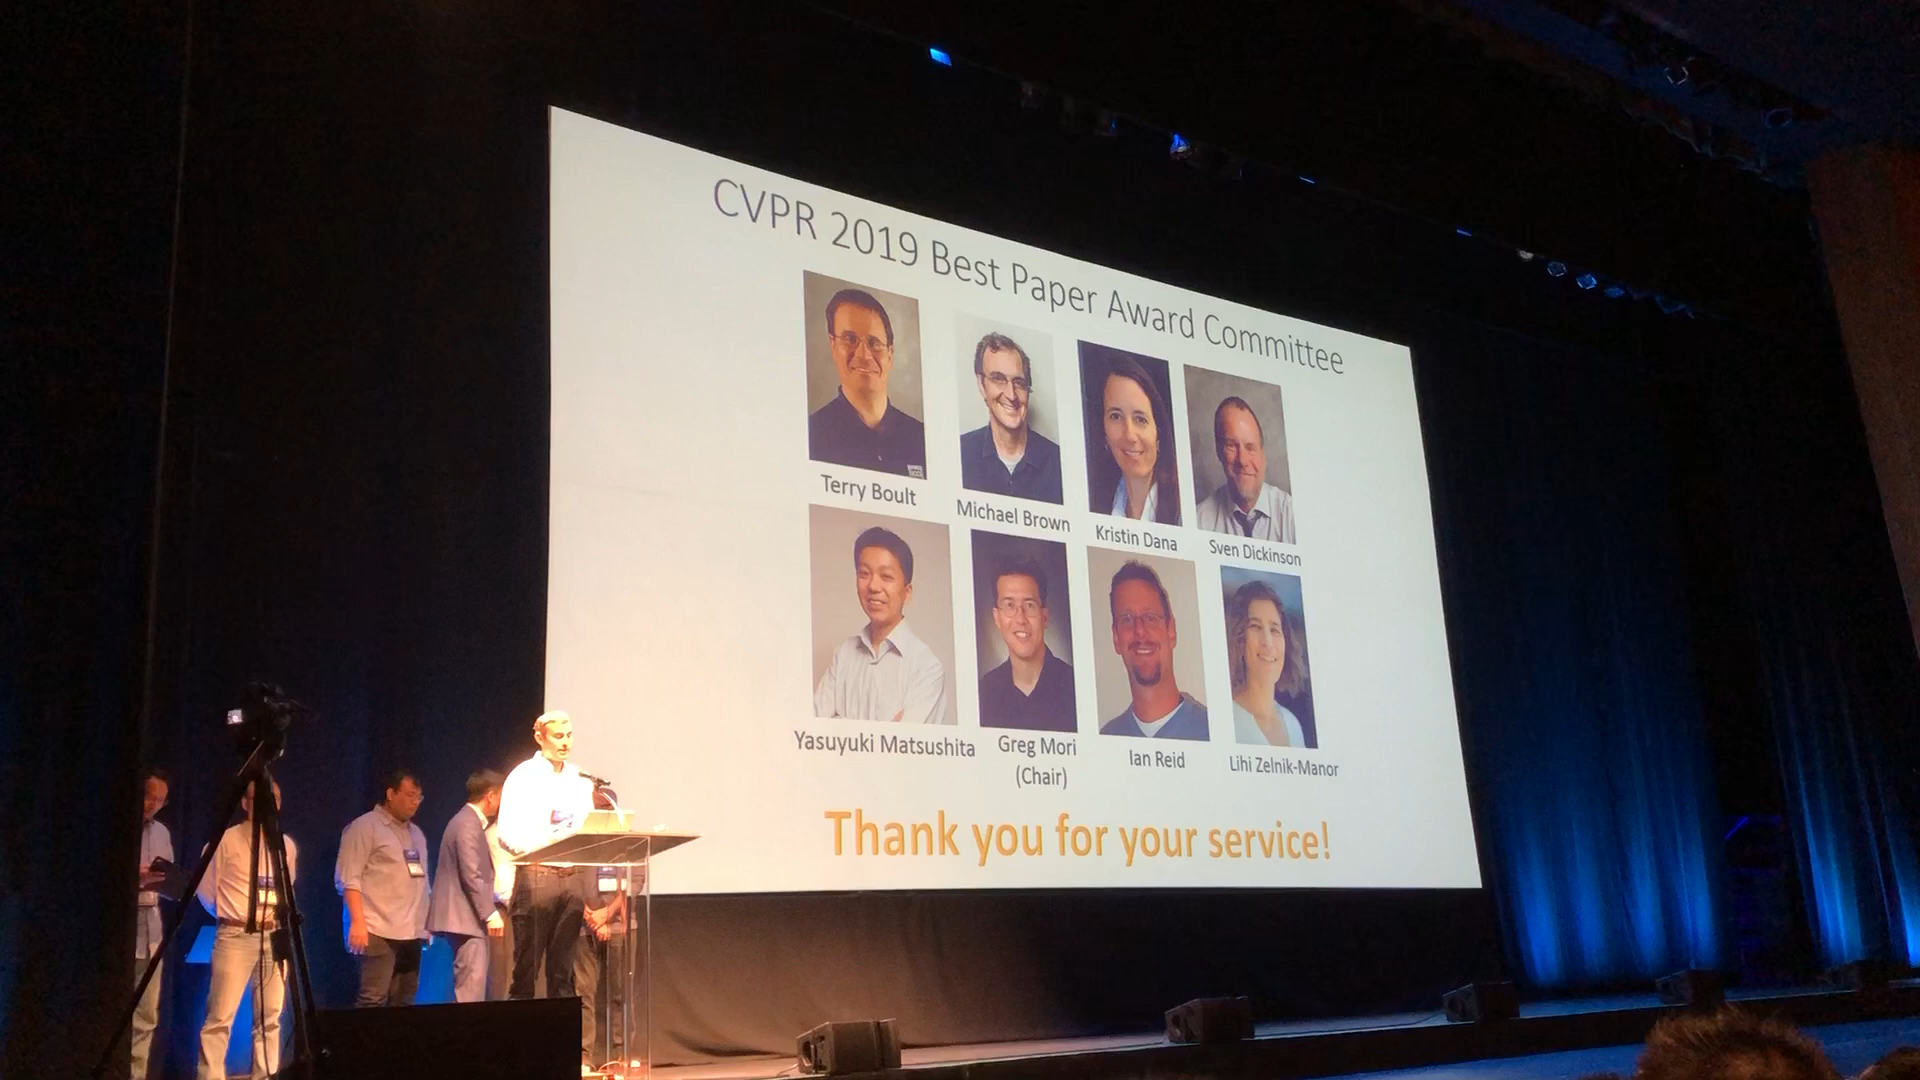 CVPR 2019 Best Paper Award Committee
Terry Boult
Michael Brown
Kristin Dana
Sven Dickinson
Yasuyuki Matsushita
Greg Mori
(Chair)
Ian Reid
Lihi Zelnik-Manor
Thank you for your service!